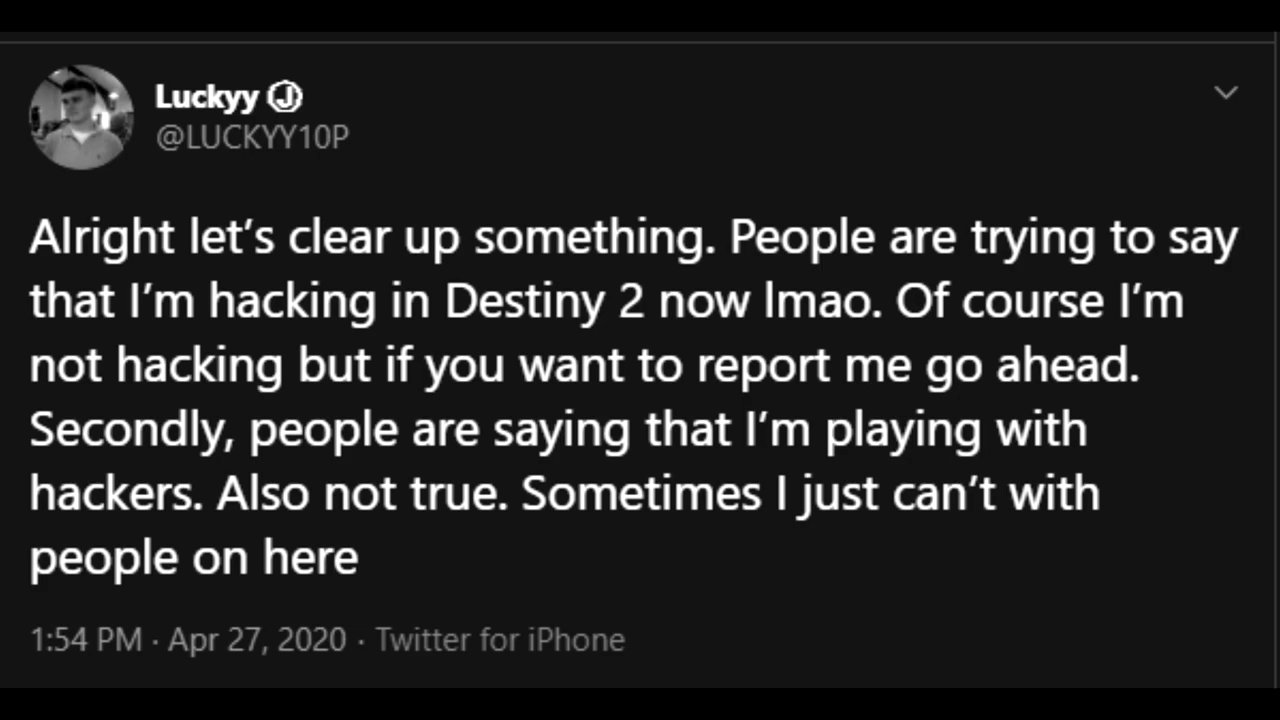 Luckyy Ⓙ
@LUCKYY10P
Alright let’s clear up something. People are trying to say
that I’m hacking in Destiny 2 now lmao. Of course I’m
not hacking but if you want to report me go ahead.
Secondly, people are saying that I’m playing with
hackers. Also not true. Sometimes I just can’t with
people on here
1:54 PM · Apr 27, 2020 · Twitter for iPhone